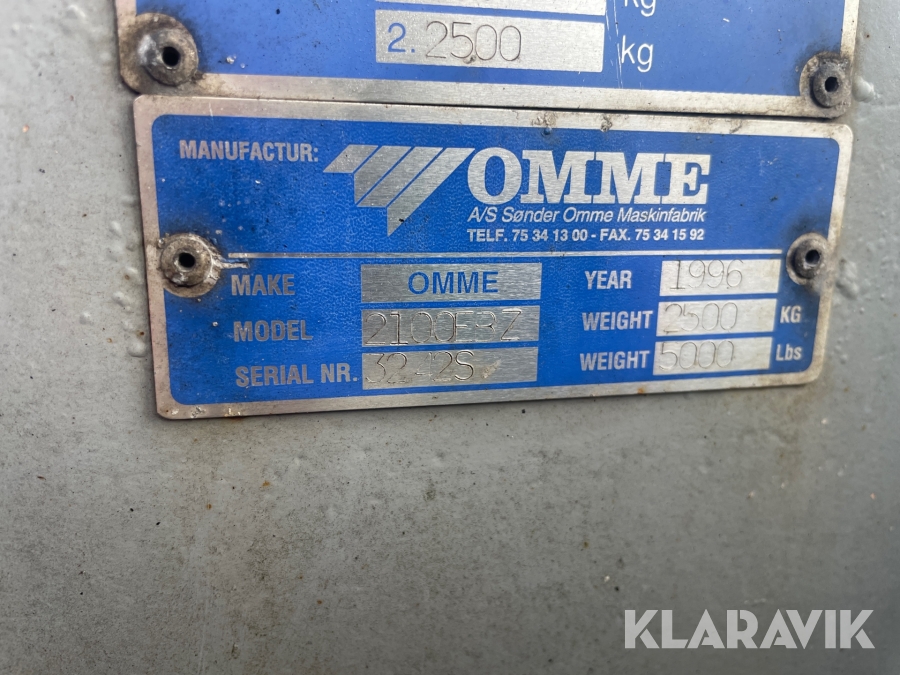 kg
2. 2500 kg
MANUFACTUR: OMME
A/S Sønder Omme Maskinfabrik
TELF. 75 34 13 00 - FAX. 75 34 15 92
MAKE OMME YEAR 1996
MODEL WEIGHT 2500 KG
SERIAL NR. WEIGHT 5000 Lbs
KLARAVIK